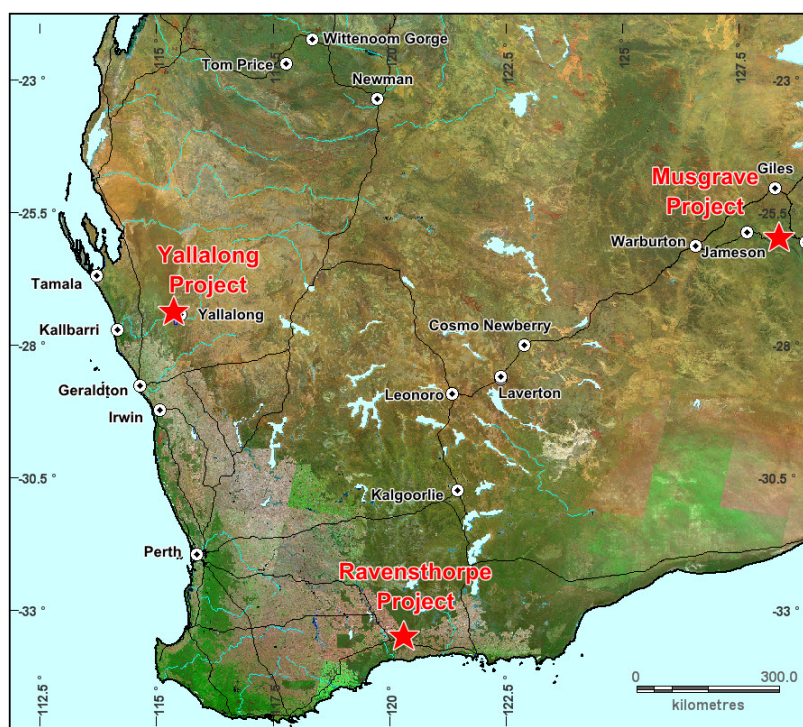 115 °
120 °
122.5 °
125 °
127.5 °
-23 °
-23 °
Wittenoom Gorge
Tom Price
Newman
Giles
Musgrave
Project
-25.5 °
-25.5
Warburton
Jameson
Yallalong
Project
Tamala
Yallalong
Kallbarri
Cosmo Newberry
-28 °
-28 °
Geraldton
Leonoro
Laverton
Irwin
-30.5 °
-30.5 °
Kalgoorlie
Perth
Ravensthorpe
Project
-33 °
-33 °
300.0
kilometres
112.5 °
115 °
117.5 °
120 °
122.5 °